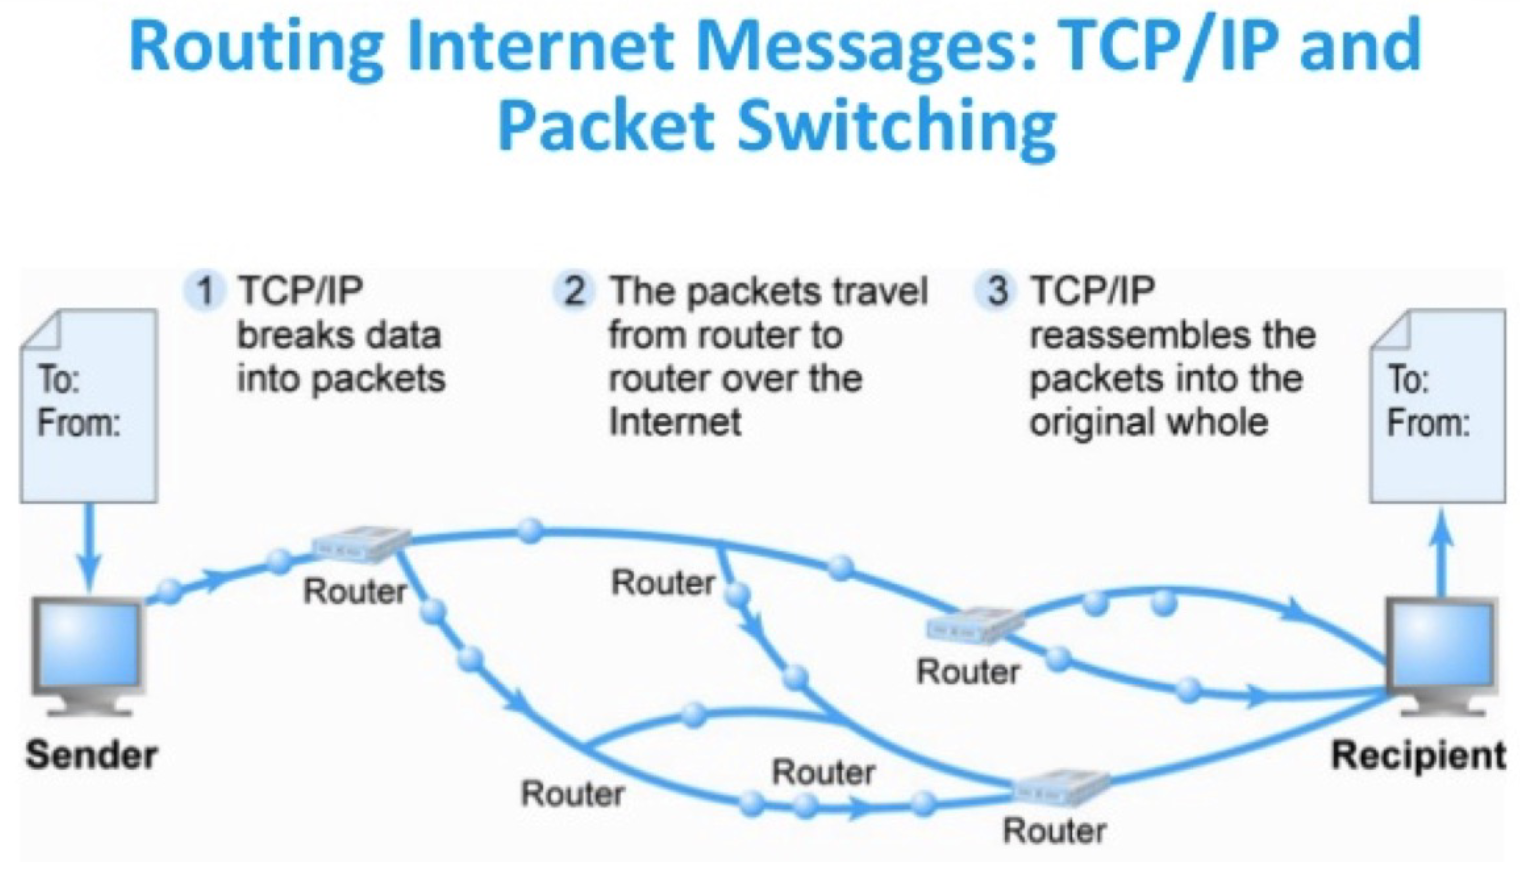 Routing Internet Messages: TCP/IP and
Packet Switching
1 TCP/IP
breaks data
into packets
2 The packets travel
from router to
router over the
Internet
3 TCP/IP
reassembles the
packets into the
original whole
To:
From:
To:
From:
Router
Router
Router
Sender
Recipient
Router
Router
Router